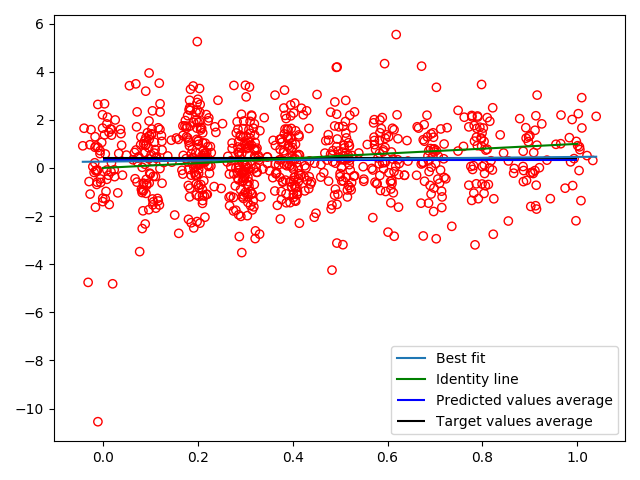 6
4
2
0
−2
−4
−6
−8
−10
0.0 0.2 0.4 0.6 0.8 1.0
Best fit
Identity line
Predicted values average
Target values average